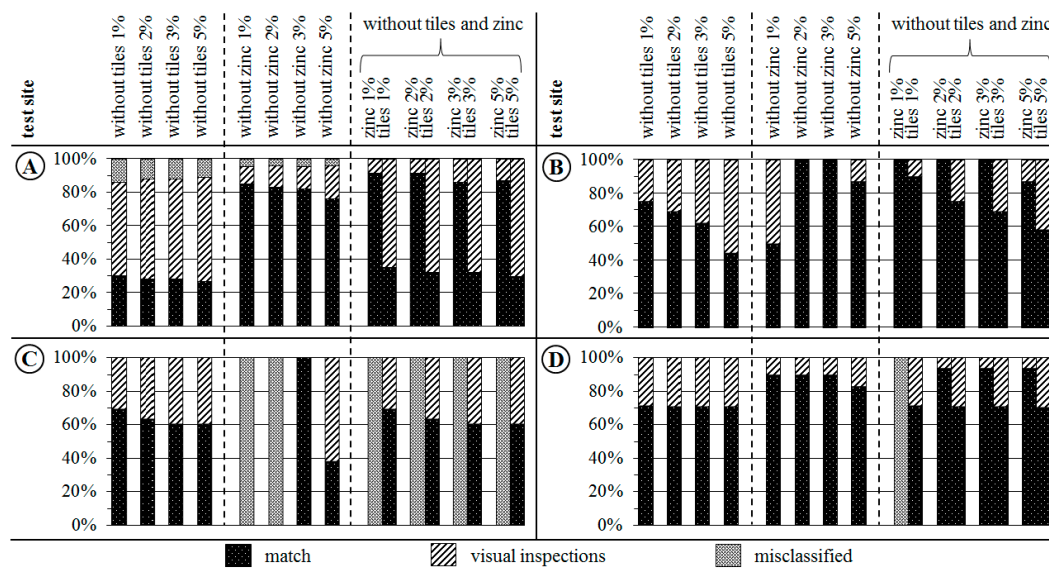 without tiles and zinc
without tiles and zinc
test site
without tiles 1%
without tiles 2%
without tiles 3%
without tiles 5%
without zinc 1%
without zinc 2%
without zinc 3%
without zinc 5%
zinc 1%
tiles 1%
zinc 2%
tiles 2%
zinc 3%
tiles 3%
zinc 5%
tiles 5%
test site
without tiles 1%
without tiles 2%
without tiles 3%
without tiles 5%
without zinc 1%
without zinc 2%
without zinc 3%
without zinc 5%
zinc 1%
tiles 1%
zinc 2%
tiles 2%
zinc 3%
tiles 3%
zinc 5%
tiles 5%
A
100%
80%
60%
40%
20%
0%
B
100%
80%
60%
40%
20%
0%
C
100%
80%
60%
40%
20%
0%
D
100%
80%
60%
40%
20%
0%
match
visual inspections
misclassified